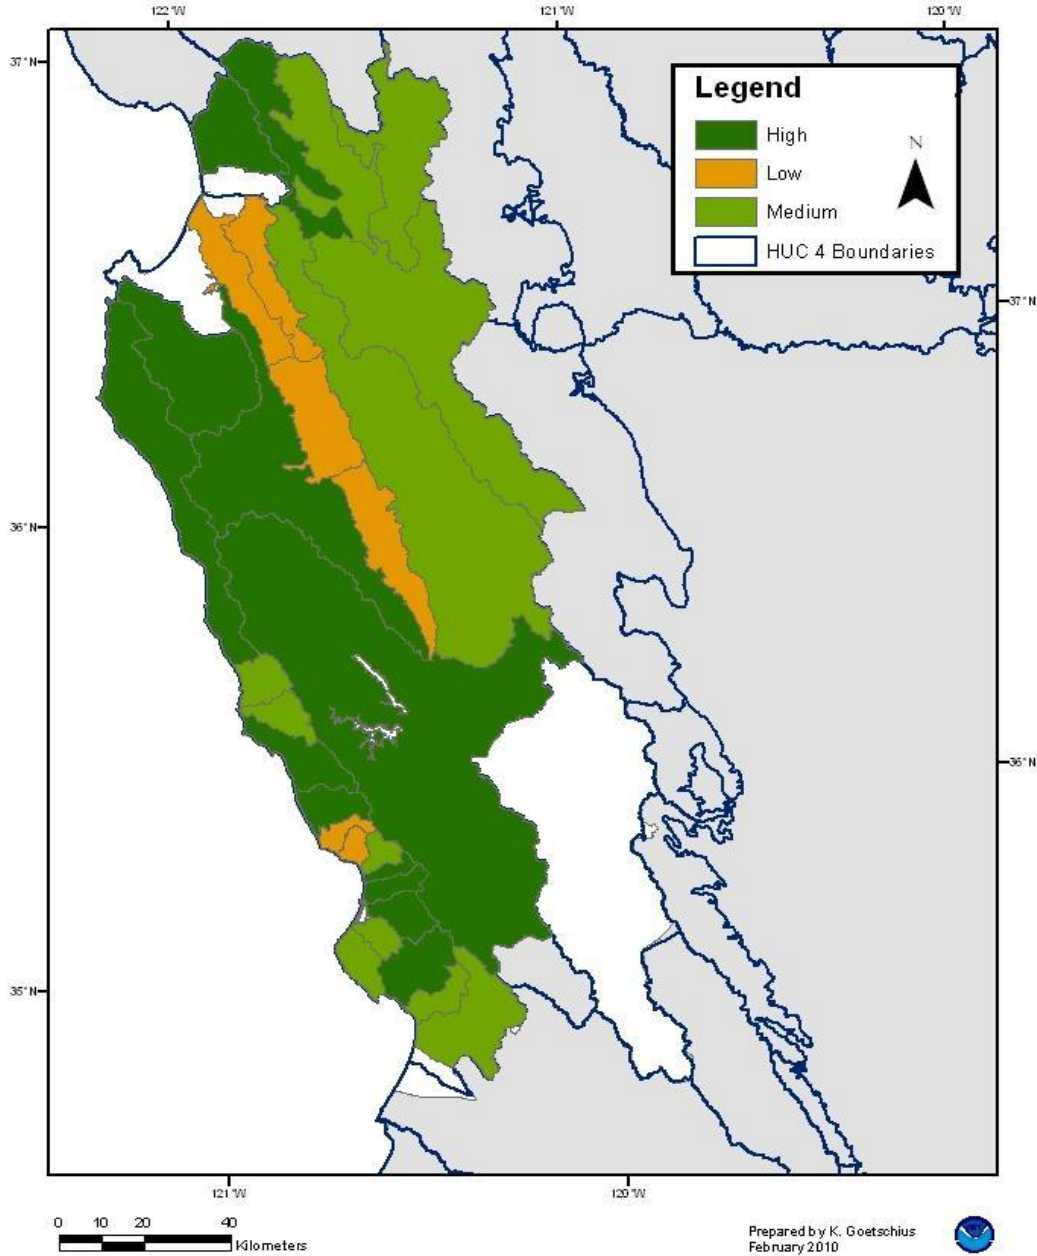 122°W 121°W 120°W
37°N
Legend
High
N
Low
Medium
HUC 4 Boundaries
37°N
36°N
36°N
35°N
121°W 120°W
0 10 20 40
Kilometers
Prepared by K. Goetschius
February 2010